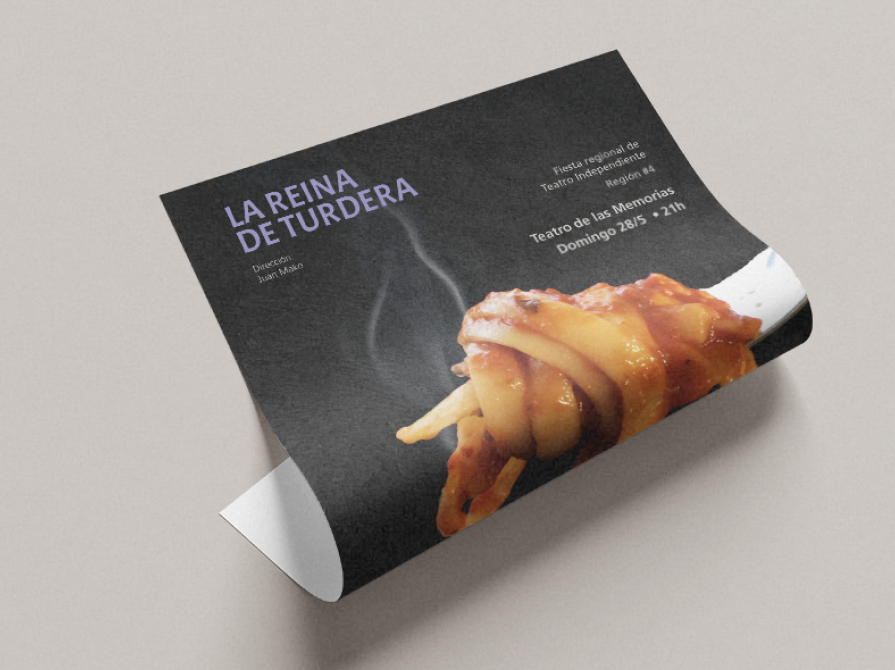 LA REINA
DE TURDERA
Dirección:
Juan Mako
Fiesta regional de
Teatro Independiente
Región #4
Teatro de las Memorias
Domingo 28/5 • 21h